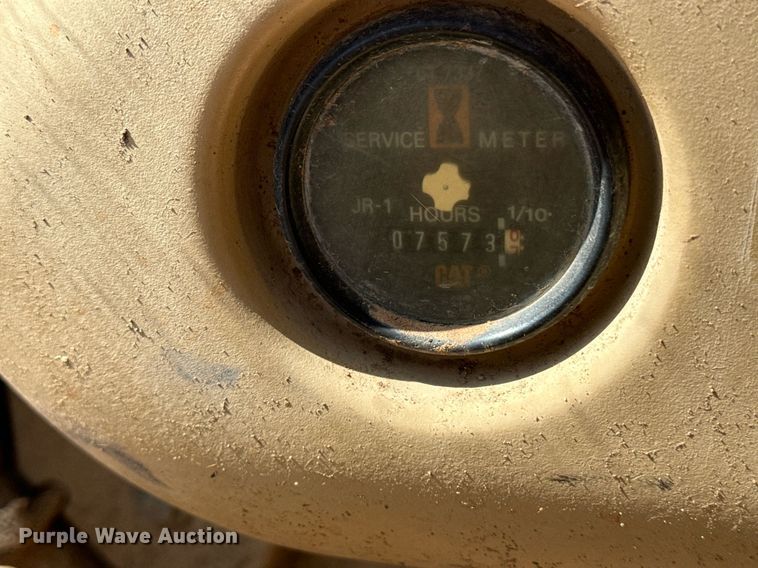 SERVICE METER
JR-1 HOURS 1/10
07573
CAT®
Purple Wave Auction